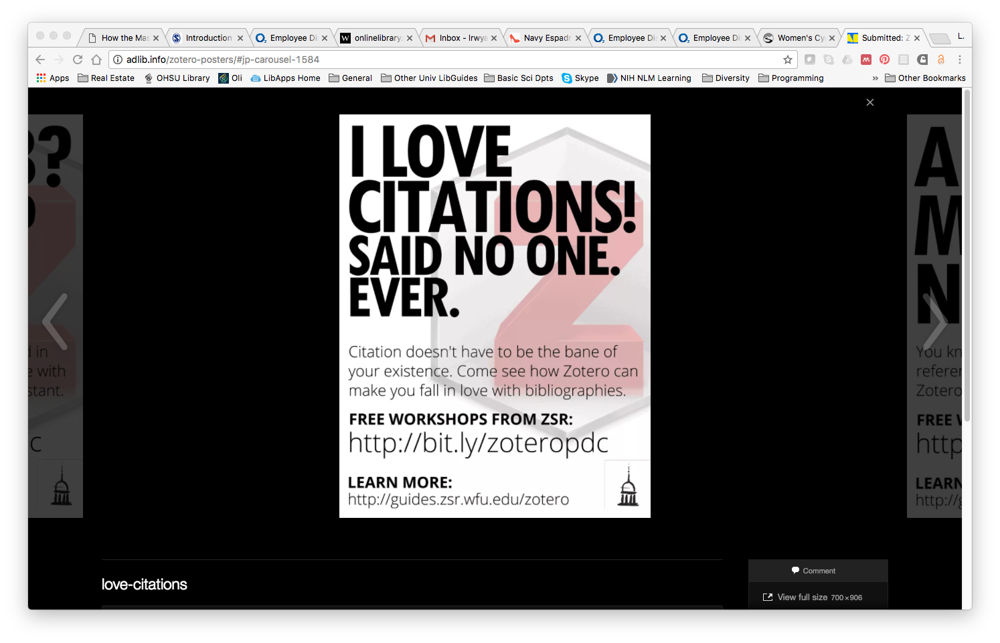 How the Mas
Introduction
Employee Di
onlinelibrary.
Inbox - lrwya
Navy Espadr
Employee Di
Employee Di
Women's Cy
Submitted: Z
L.
adlib.info/zotero-posters/#jp-carousel-1584
Apps
Real Estate
OHSU Library
Oli
LibApps Home
General
Other Univ LibGuides
Basic Sci Dpts
Skype
NIH NLM Learning
Diversity
Programming
»
Other Bookmarks
?
d in
e with
stant.
c
I LOVE
CITATIONS!
SAID NO ONE.
EVER.
Citation doesn't have to be the bane of
your existence. Come see how Zotero can
make you fall in love with bibliographies.
FREE WORKSHOPS FROM ZSR:
http://bit.ly/zoteropdc
LEARN MORE:
http://guides.zsr.wfu.edu/zotero
A
M
N
You kn
refere
Zotero
FREE
http
LEARN
http://g
love-citations
Comment
View full size 700×906